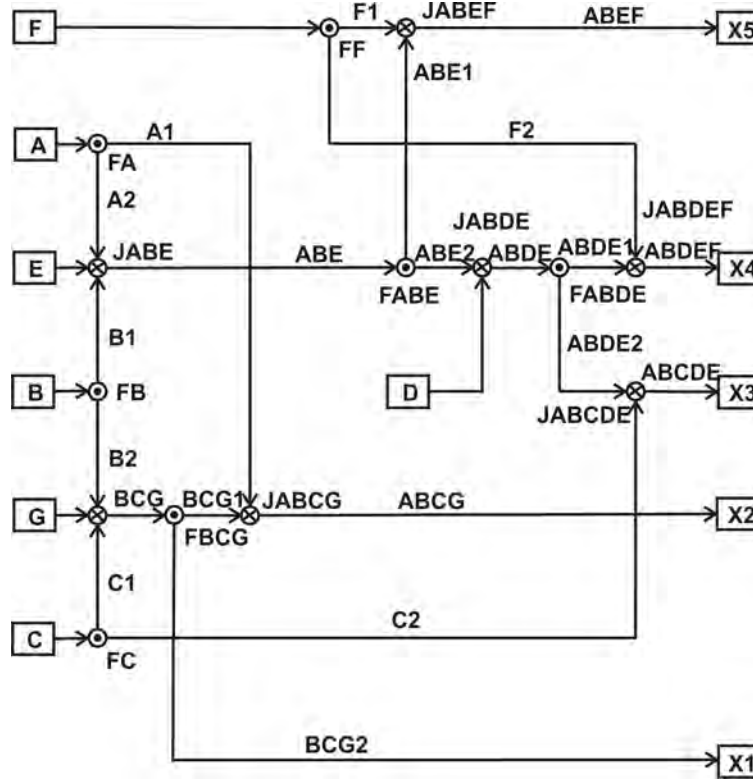 F
F1
JABEF
ABEF
X5
FF
ABE1
A
A1
F2
FA
A2
JABDE
JABDEF
E
JABE
ABE
ABE2
ABDE
ABDE1
ABDEF
X4
FABE
FABDE
B1
ABDE2
B
FB
D
ABCDE
X3
JABCDE
B2
G
BCG
BCG1
JABCG
ABCG
X2
FBCG
C1
C
C2
FC
BCG2
X1